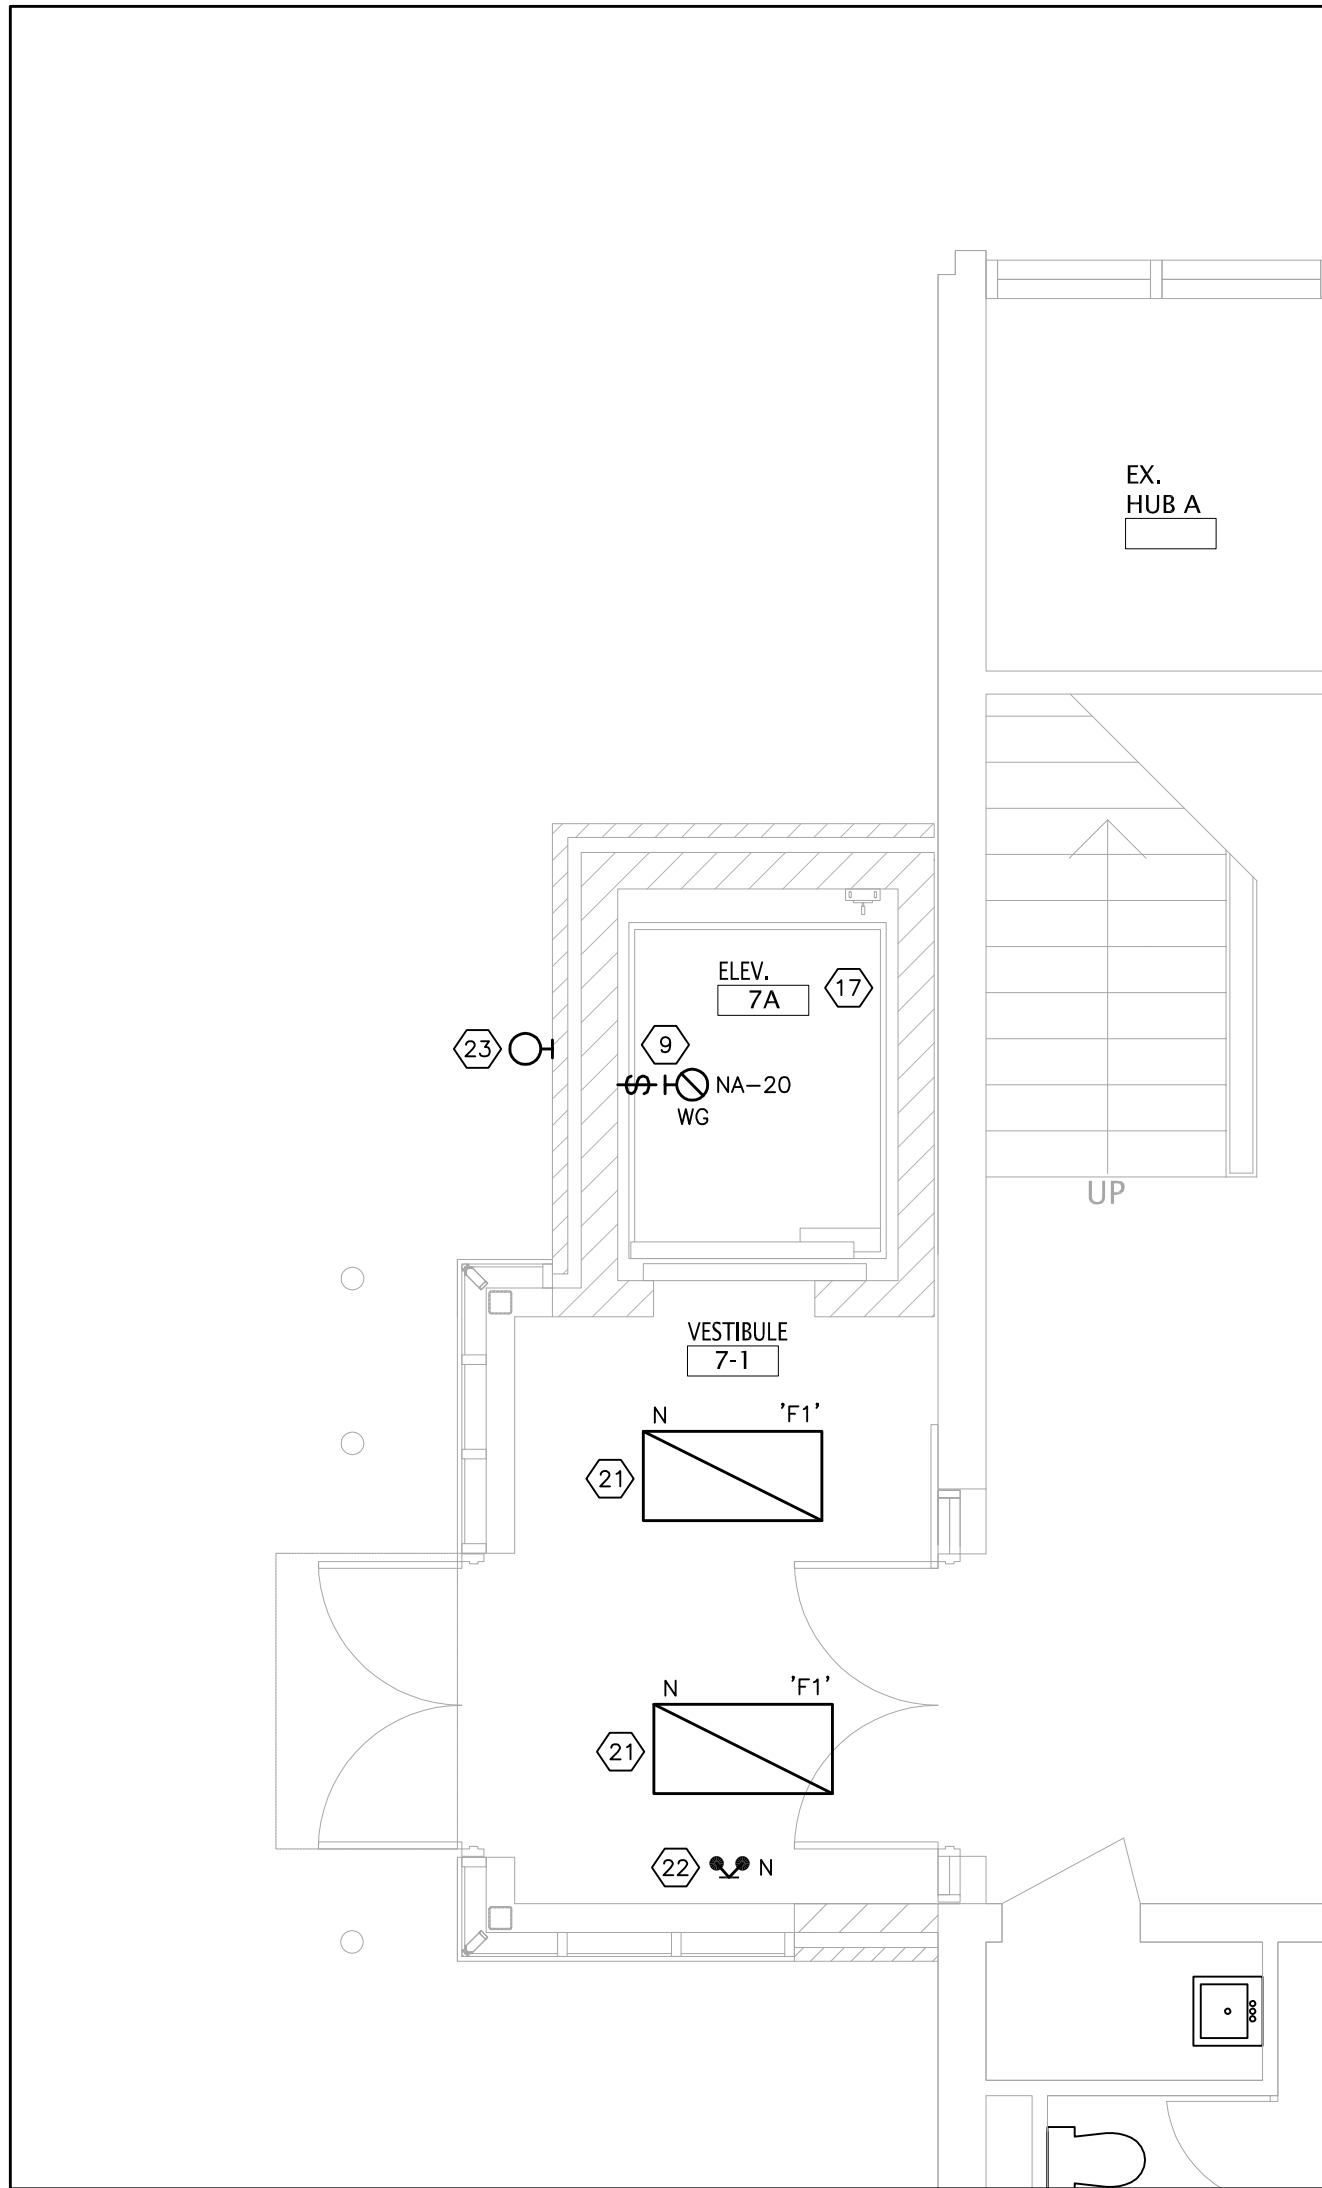 EX.
HUB A
ELEV.
7A
17
23
9
$
NA-20
WG
UP
VESTIBULE
7-1
N 'F1'
21
N 'F1'
21
22 N